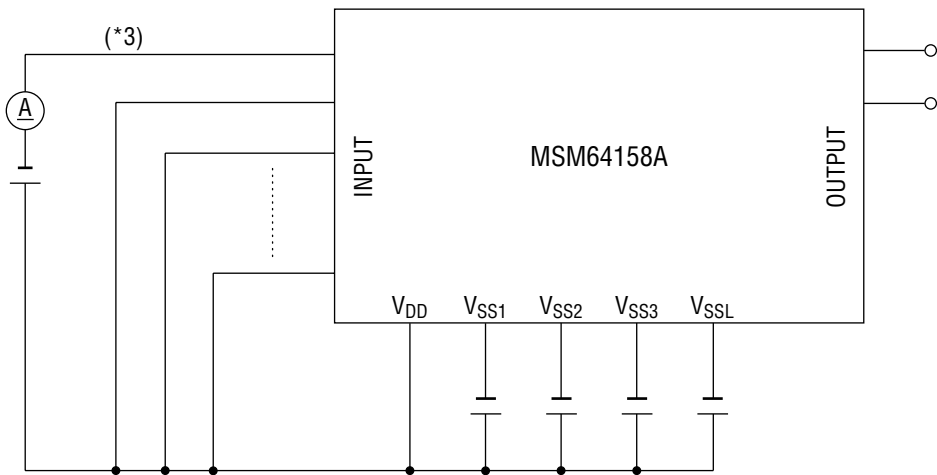 (*3)
A
INPUT
MSM64158A
OUTPUT
VDD VSS1 VSS2 VSS3 VSSL